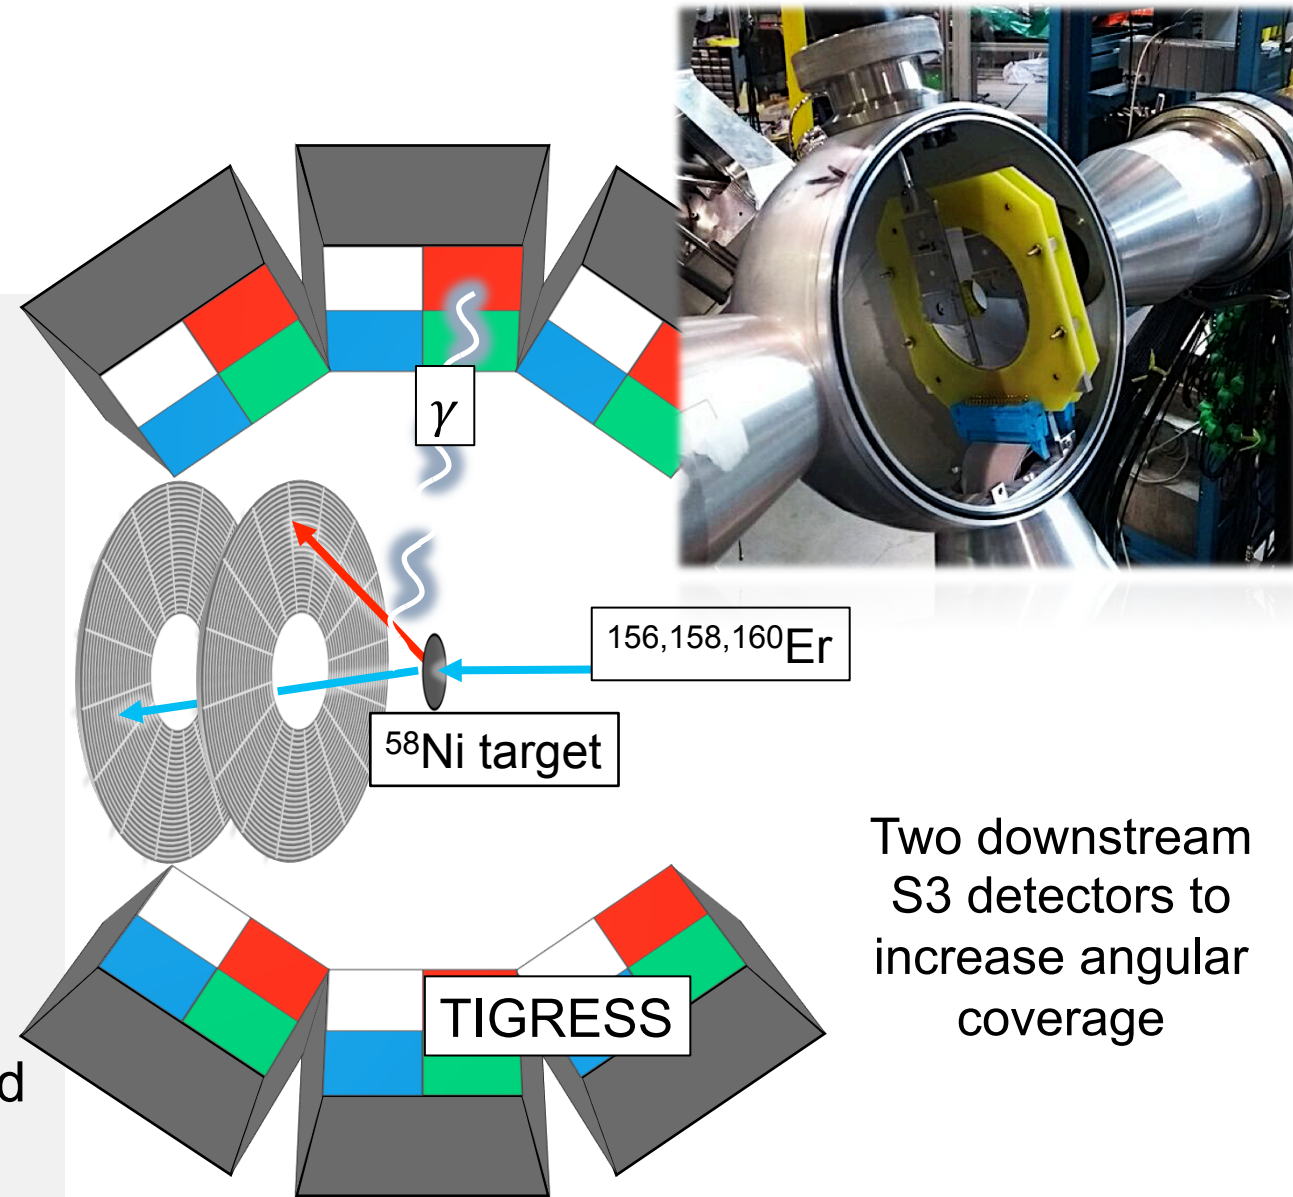 γ
¹⁵⁶,¹⁵⁸,¹⁶⁰Er
⁵⁸Ni target
Two downstream
S3 detectors to
increase angular
coverage
TIGRESS
d